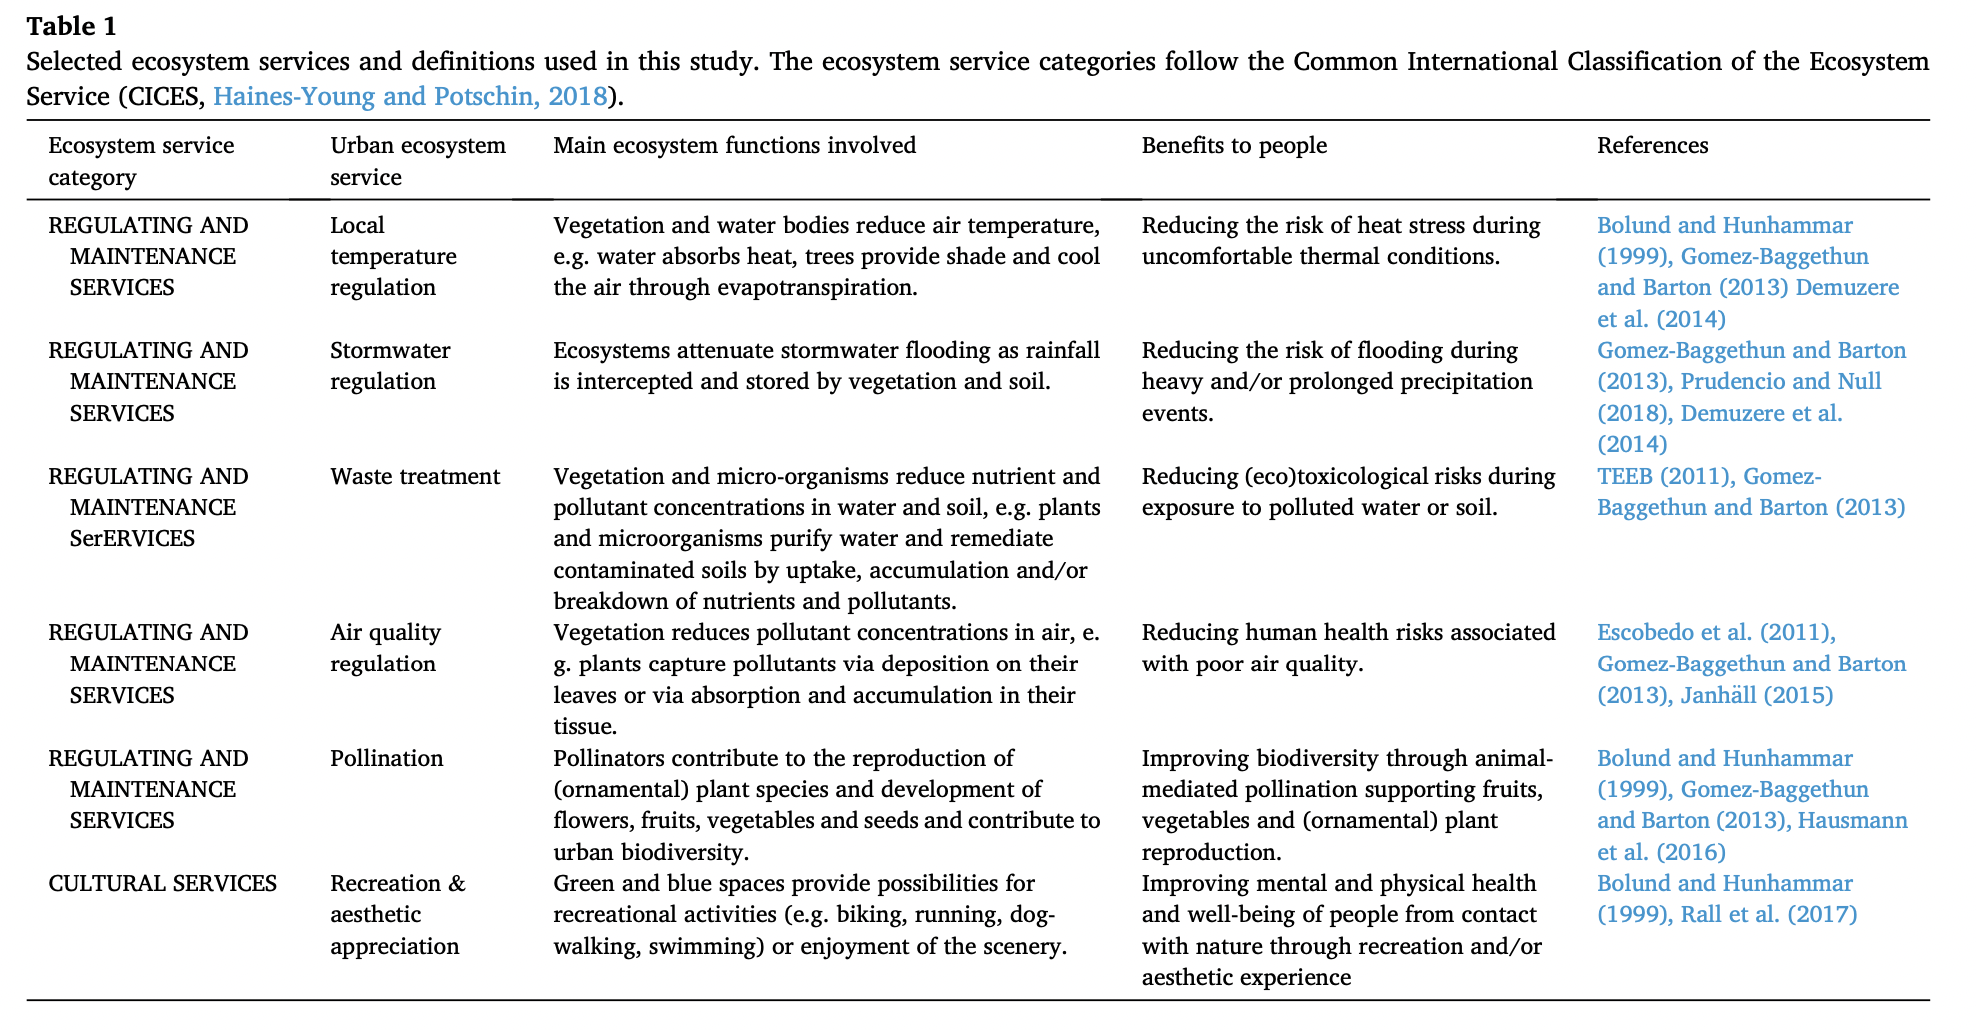 Table 1
Selected ecosystem services and definitions used in this study. The ecosystem service categories follow the Common International Classification of the Ecosystem
Service (CICES, Haines-Young and Potschin, 2018).
Ecosystem service
category
Urban ecosystem
service
Main ecosystem functions involved
Benefits to people
References
REGULATING AND
MAINTENANCE
SERVICES
Local
temperature
regulation
Vegetation and water bodies reduce air temperature,
e.g. water absorbs heat, trees provide shade and cool
the air through evapotranspiration.
Reducing the risk of heat stress during
uncomfortable thermal conditions.
Bolund and Hunhammar
(1999), Gomez-Baggethun
and Barton (2013) Demuzere
et al. (2014)
REGULATING AND
MAINTENANCE
SERVICES
Stormwater
regulation
Ecosystems attenuate stormwater flooding as rainfall
is intercepted and stored by vegetation and soil.
Reducing the risk of flooding during
heavy and/or prolonged precipitation
events.
Gomez-Baggethun and Barton
(2013), Prudencio and Null
(2018), Demuzere et al.
(2014)
REGULATING AND
MAINTENANCE
SerERVICES
Waste treatment
Vegetation and micro-organisms reduce nutrient and
pollutant concentrations in water and soil, e.g. plants
and microorganisms purify water and remediate
contaminated soils by uptake, accumulation and/or
breakdown of nutrients and pollutants.
Reducing (eco)toxicological risks during
exposure to polluted water or soil.
TEEB (2011), Gomez-
Baggethun and Barton (2013)
REGULATING AND
MAINTENANCE
SERVICES
Air quality
regulation
Vegetation reduces pollutant concentrations in air, e.
g. plants capture pollutants via deposition on their
leaves or via absorption and accumulation in their
tissue.
Reducing human health risks associated
with poor air quality.
Escobedo et al. (2011),
Gomez-Baggethun and Barton
(2013), Janhäll (2015)
REGULATING AND
MAINTENANCE
SERVICES
Pollination
Pollinators contribute to the reproduction of
(ornamental) plant species and development of
flowers, fruits, vegetables and seeds and contribute to
urban biodiversity.
Improving biodiversity through animal-
mediated pollination supporting fruits,
vegetables and (ornamental) plant
reproduction.
Bolund and Hunhammar
(1999), Gomez-Baggethun
and Barton (2013), Hausmann
et al. (2016)
CULTURAL SERVICES
Recreation &
aesthetic
appreciation
Green and blue spaces provide possibilities for
recreational activities (e.g. biking, running, dog-
walking, swimming) or enjoyment of the scenery.
Improving mental and physical health
and well-being of people from contact
with nature through recreation and/or
aesthetic experience
Bolund and Hunhammar
(1999), Rall et al. (2017)